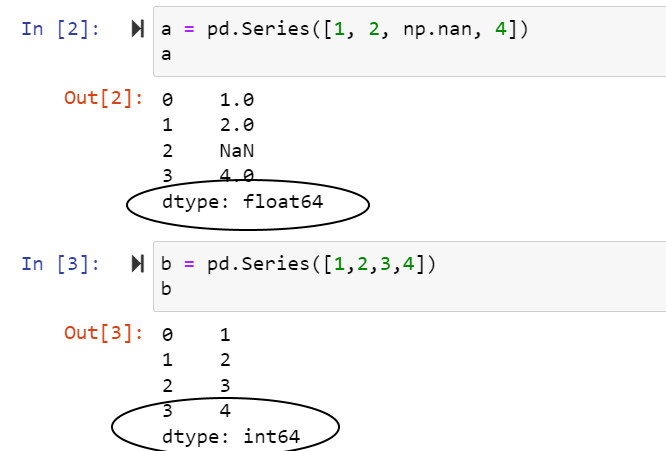 In [2]: a = pd.Series([1, 2, np.nan, 4])
a
Out[2]: 0 1.0
1 2.0
2 NaN
3 4.0
dtype: float64
In [3]: b = pd.Series([1,2,3,4])
b
Out[3]: 0 1
1 2
2 3
3 4
dtype: int64